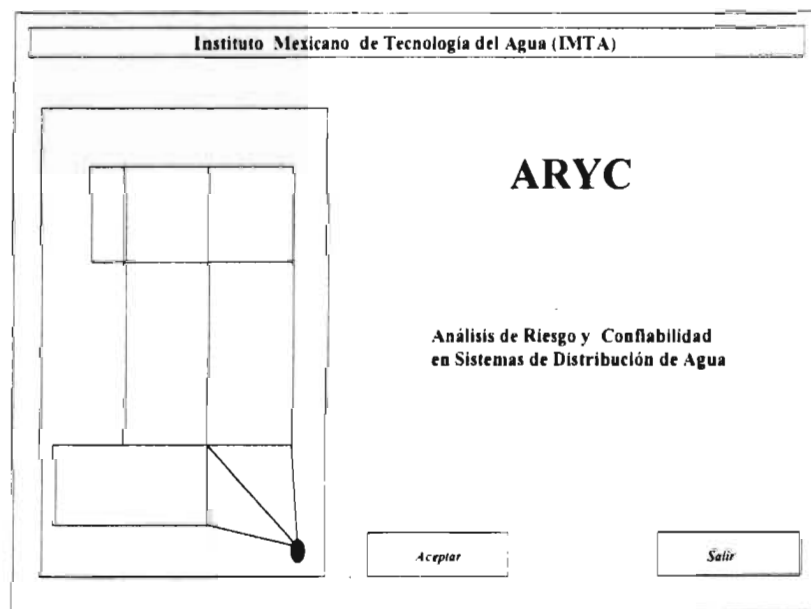 Instituto Mexicano de Tecnología del Agua (IMTA)
ARYC
Análisis de Riesgo y Confiabilidad
en Sistemas de Distribución de Agua
Aceptar
Salir